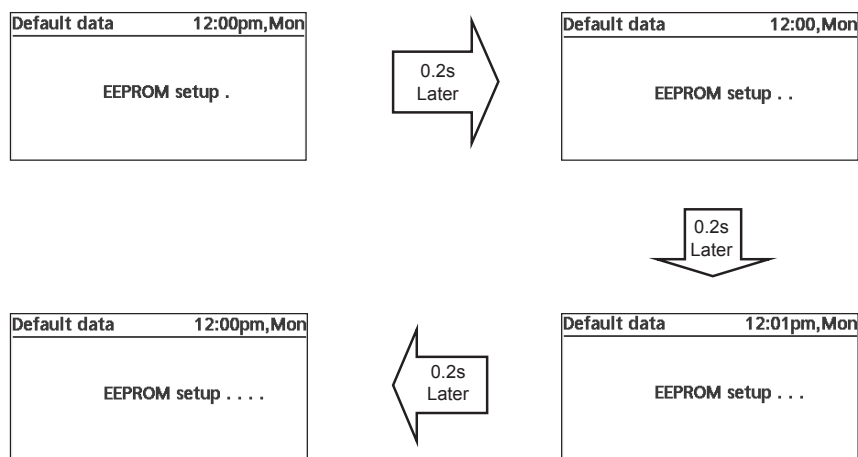 Default data 12:00pm,Mon
EEPROM setup .
0.2s
Later
Default data 12:00,Mon
EEPROM setup . .
0.2s
Later
Default data 12:01pm,Mon
EEPROM setup . . .
0.2s
Later
Default data 12:00pm,Mon
EEPROM setup . . . .